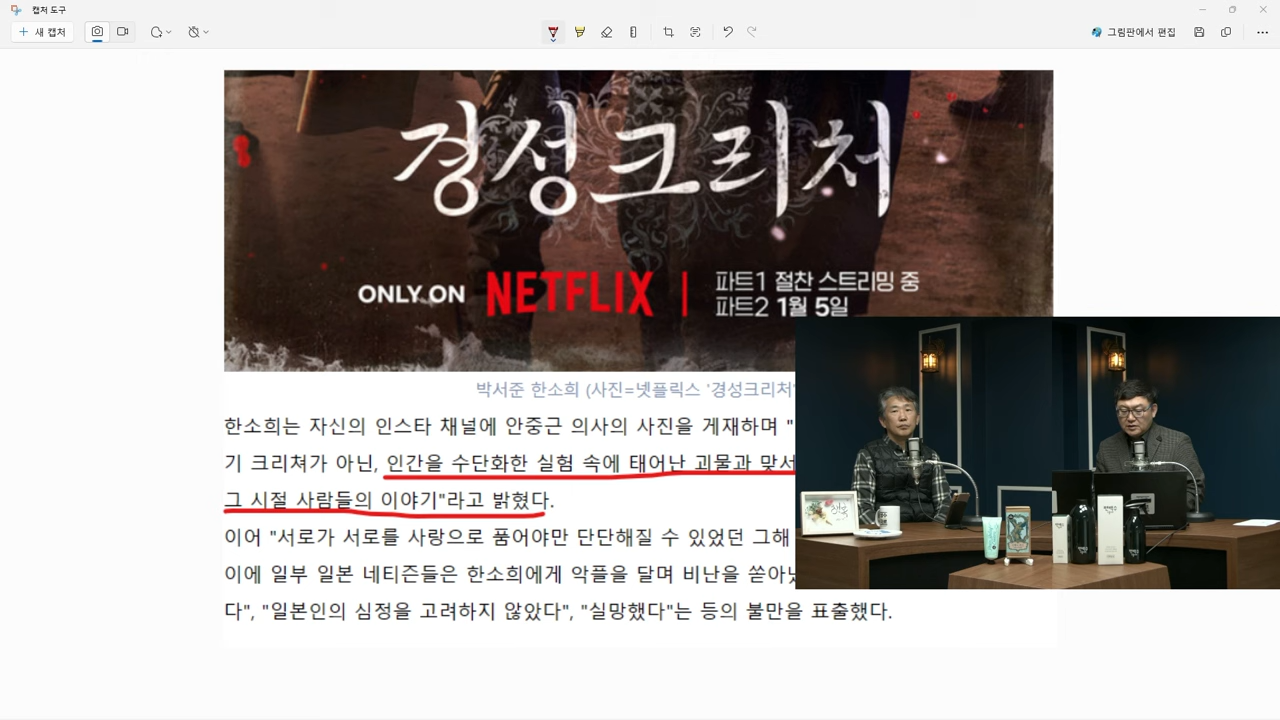 캡처 도구
새 캡처
그림판에서 편집
경성크리처
ONLY ON NETFLIX | 파트1 절찬 스트리밍 중
파트2 1월 5일
박서준 한소희 (사진=넷플릭스 '경성크리처'
한소희는 자신의 인스타 채널에 안중근 의사의 사진을 게재하며 "
기 크리쳐가 아닌, 인간을 수단화한 실험 속에 태어난 괴물과 맞서
그 시절 사람들의 이야기"라고 밝혔다.
이어 "서로가 서로를 사랑으로 품어야만 단단해질 수 있었던 그해
이에 일부 일본 네티즌들은 한소희에게 악플을 달며 비난을 쏟아냈
다", "일본인의 심정을 고려하지 않았다", "실망했다"는 등의 불만을 표출했다.